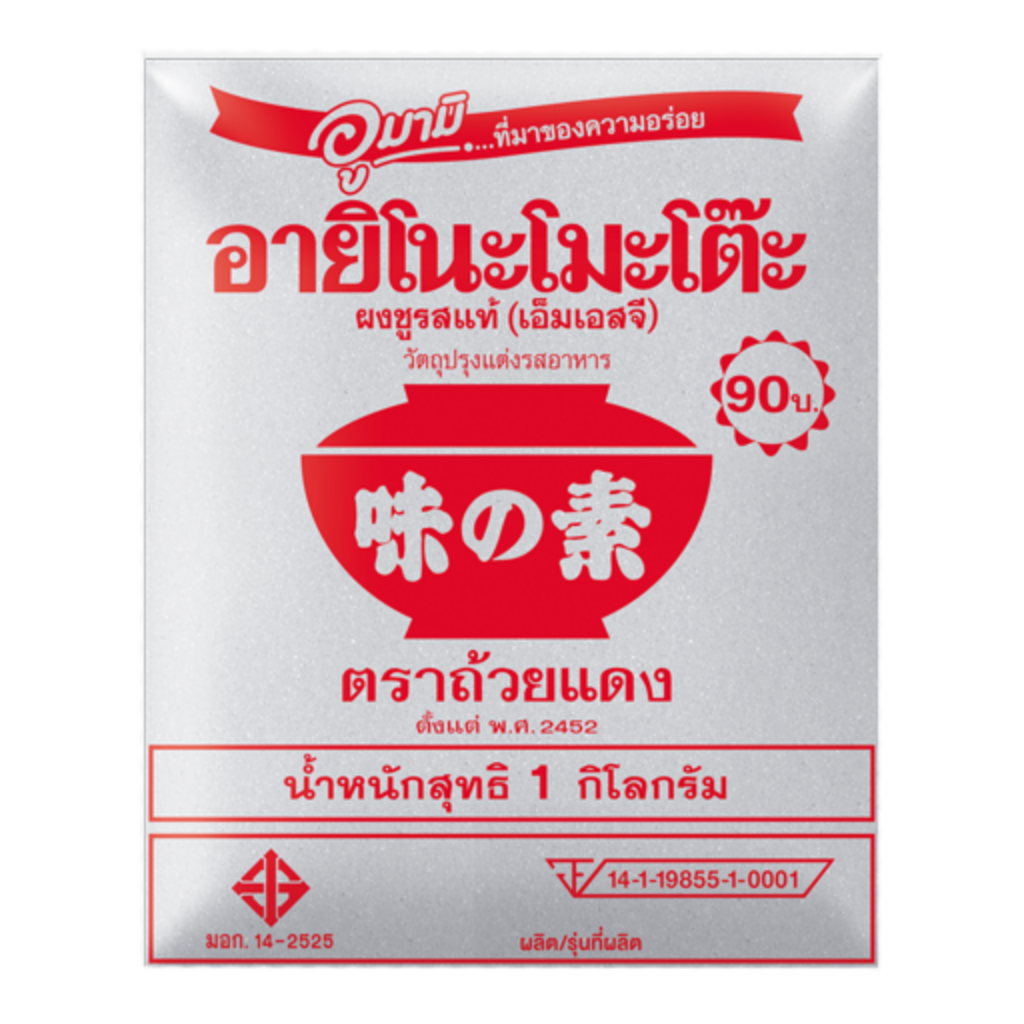 อูมามิ....ที่มาของความอร่อย
อายิโนะโมะโต๊ะ
ผงชูรสแท้ (เอ็มเอสจี)
วัตถุปรุงแต่งรสอาหาร
90บ.
味の素
ตราถ้วยแดง
ตั้งแต่ พ.ศ. 2452
น้ำหนักสุทธิ 1 กิโลกรัม
14-1-19855-1-0001
มอก. 14-2525
ผลิต/รุ่นที่ผลิต